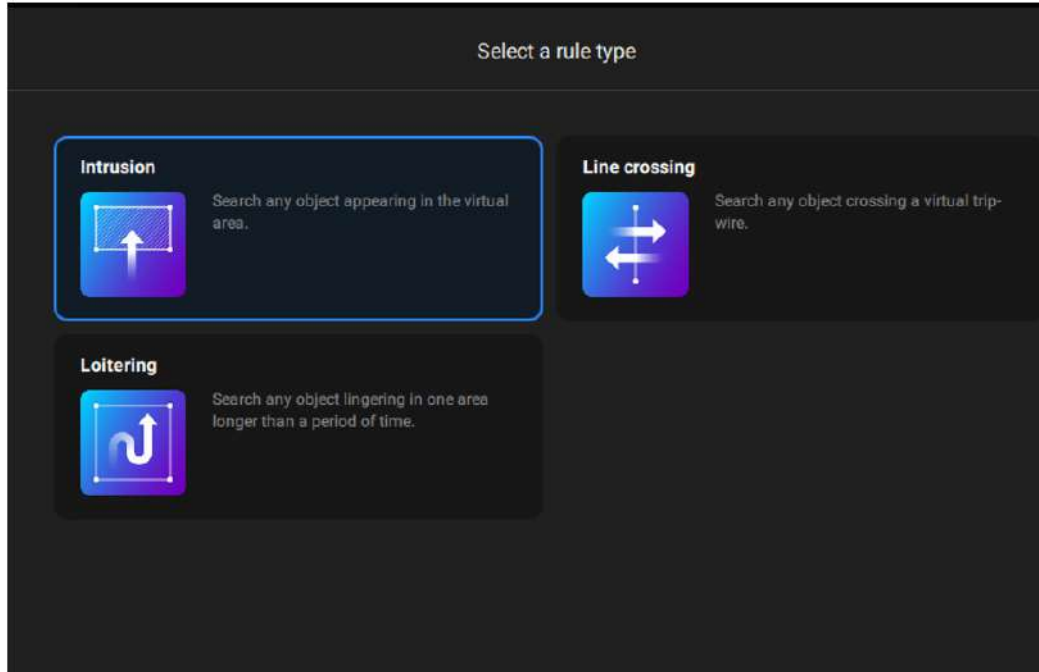 Select a rule type
Intrusion
Search any object appearing in the virtual
area.
Line crossing
Search any object crossing a virtual trip-
wire.
Loitering
Search any object lingering in one area
longer than a period of time.